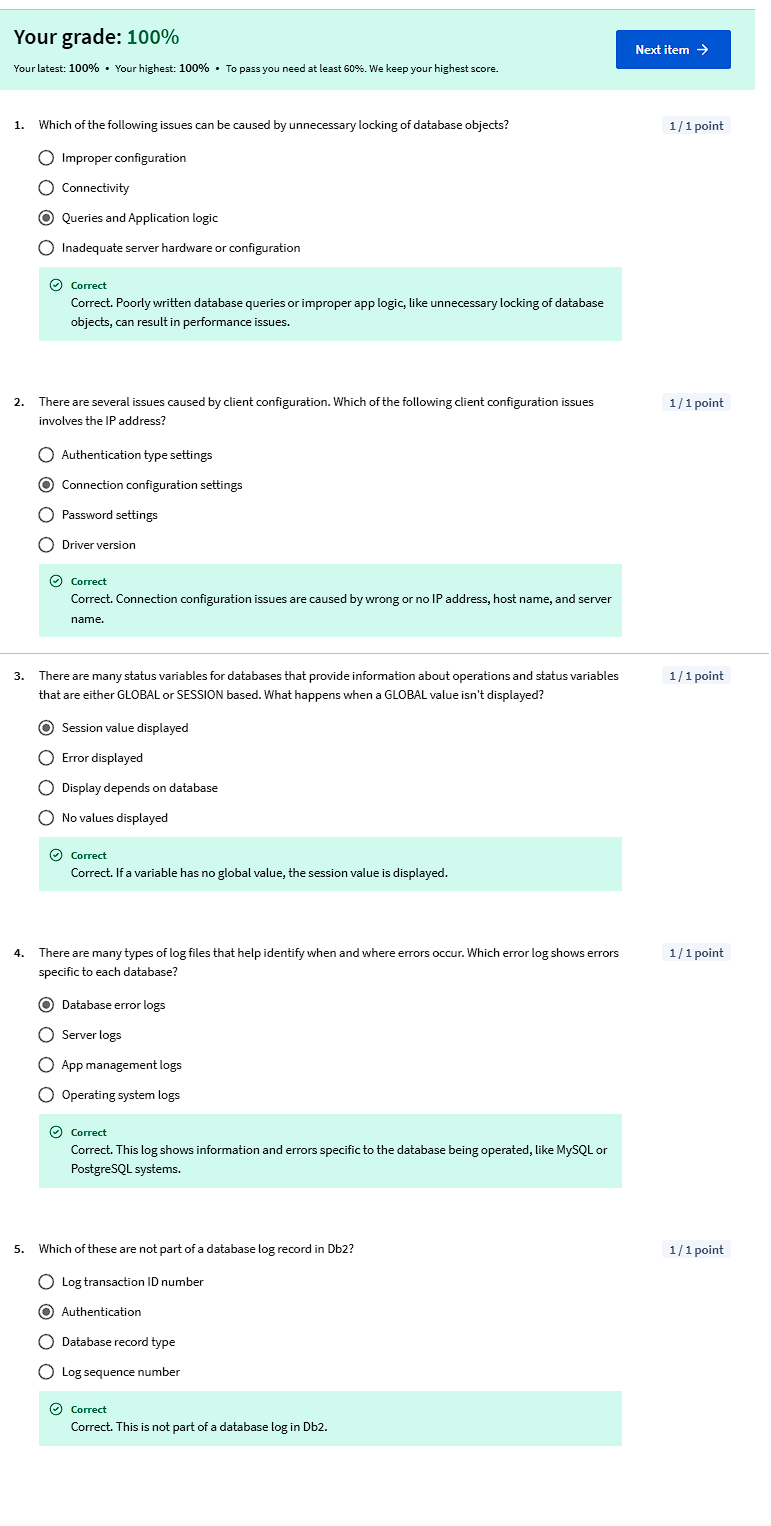 Your grade: 100%
Next item →
Your latest: 100% • Your highest: 100% • To pass you need at least 60%. We keep your highest score.
1. Which of the following issues can be caused by unnecessary locking of database objects?
1 / 1 point
Improper configuration
Connectivity
Queries and Application logic
Inadequate server hardware or configuration
Correct
Correct. Poorly written database queries or improper app logic, like unnecessary locking of database
objects, can result in performance issues.
2. There are several issues caused by client configuration. Which of the following client configuration issues
involves the IP address?
1 / 1 point
Authentication type settings
Connection configuration settings
Password settings
Driver version
Correct
Correct. Connection configuration issues are caused by wrong or no IP address, host name, and server
name.
3. There are many status variables for databases that provide information about operations and status variables
that are either GLOBAL or SESSION based. What happens when a GLOBAL value isn't displayed?
1 / 1 point
Session value displayed
Error displayed
Display depends on database
No values displayed
Correct
Correct. If a variable has no global value, the session value is displayed.
4. There are many types of log files that help identify when and where errors occur. Which error log shows errors
specific to each database?
1 / 1 point
Database error logs
Server logs
App management logs
Operating system logs
Correct
Correct. This log shows information and errors specific to the database being operated, like MySQL or
PostgreSQL systems.
5. Which of these are not part of a database log record in Db2?
1 / 1 point
Log transaction ID number
Authentication
Database record type
Log sequence number
Correct
Correct. This is not part of a database log in Db2.